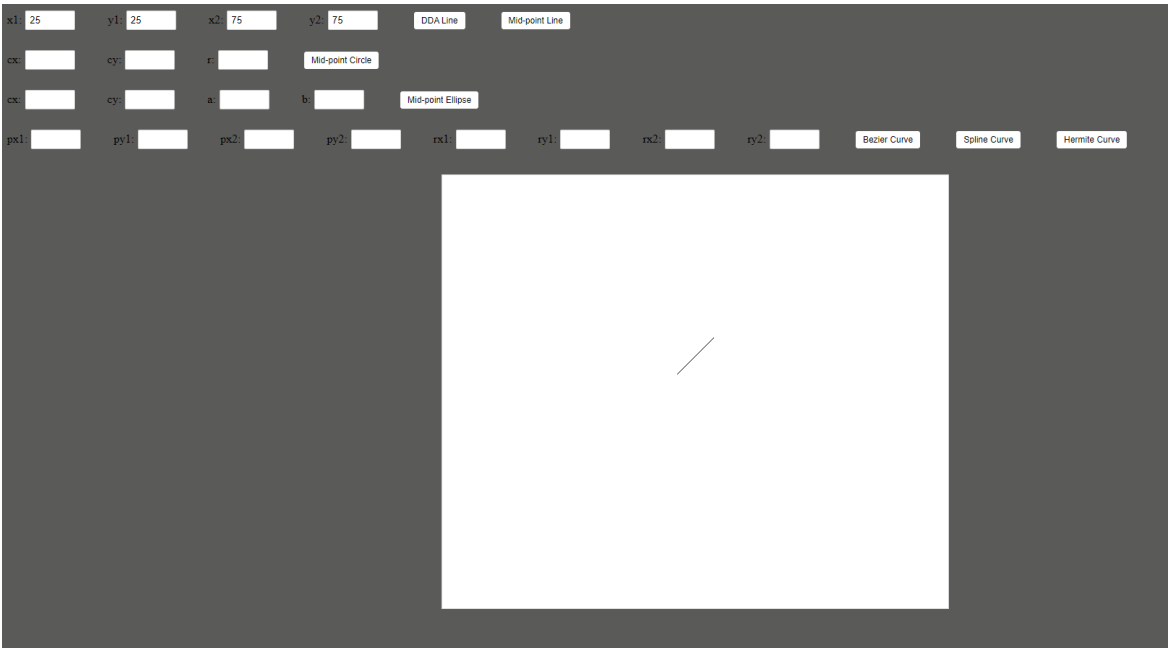 x1: 25 y1: 25 x2: 75 y2: 75 DDA Line Mid-point Line
cx: cy: r: Mid-point Circle
cx: cy: a: b: Mid-point Ellipse
px1: py1: px2: py2: rx1: ry1: rx2: ry2: Bezier Curve Spline Curve Hermite Curve